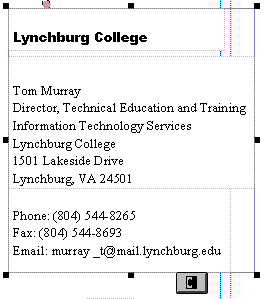 Lynchburg College
Tom Murray
Director, Technical Education and Training
Information Technology Services
Lynchburg College
1501 Lakeside Drive
Lynchburg, VA 24501
Phone: (804) 544-8265
Fax: (804) 544-8693
Email: murray _t@mail.lynchburg.edu